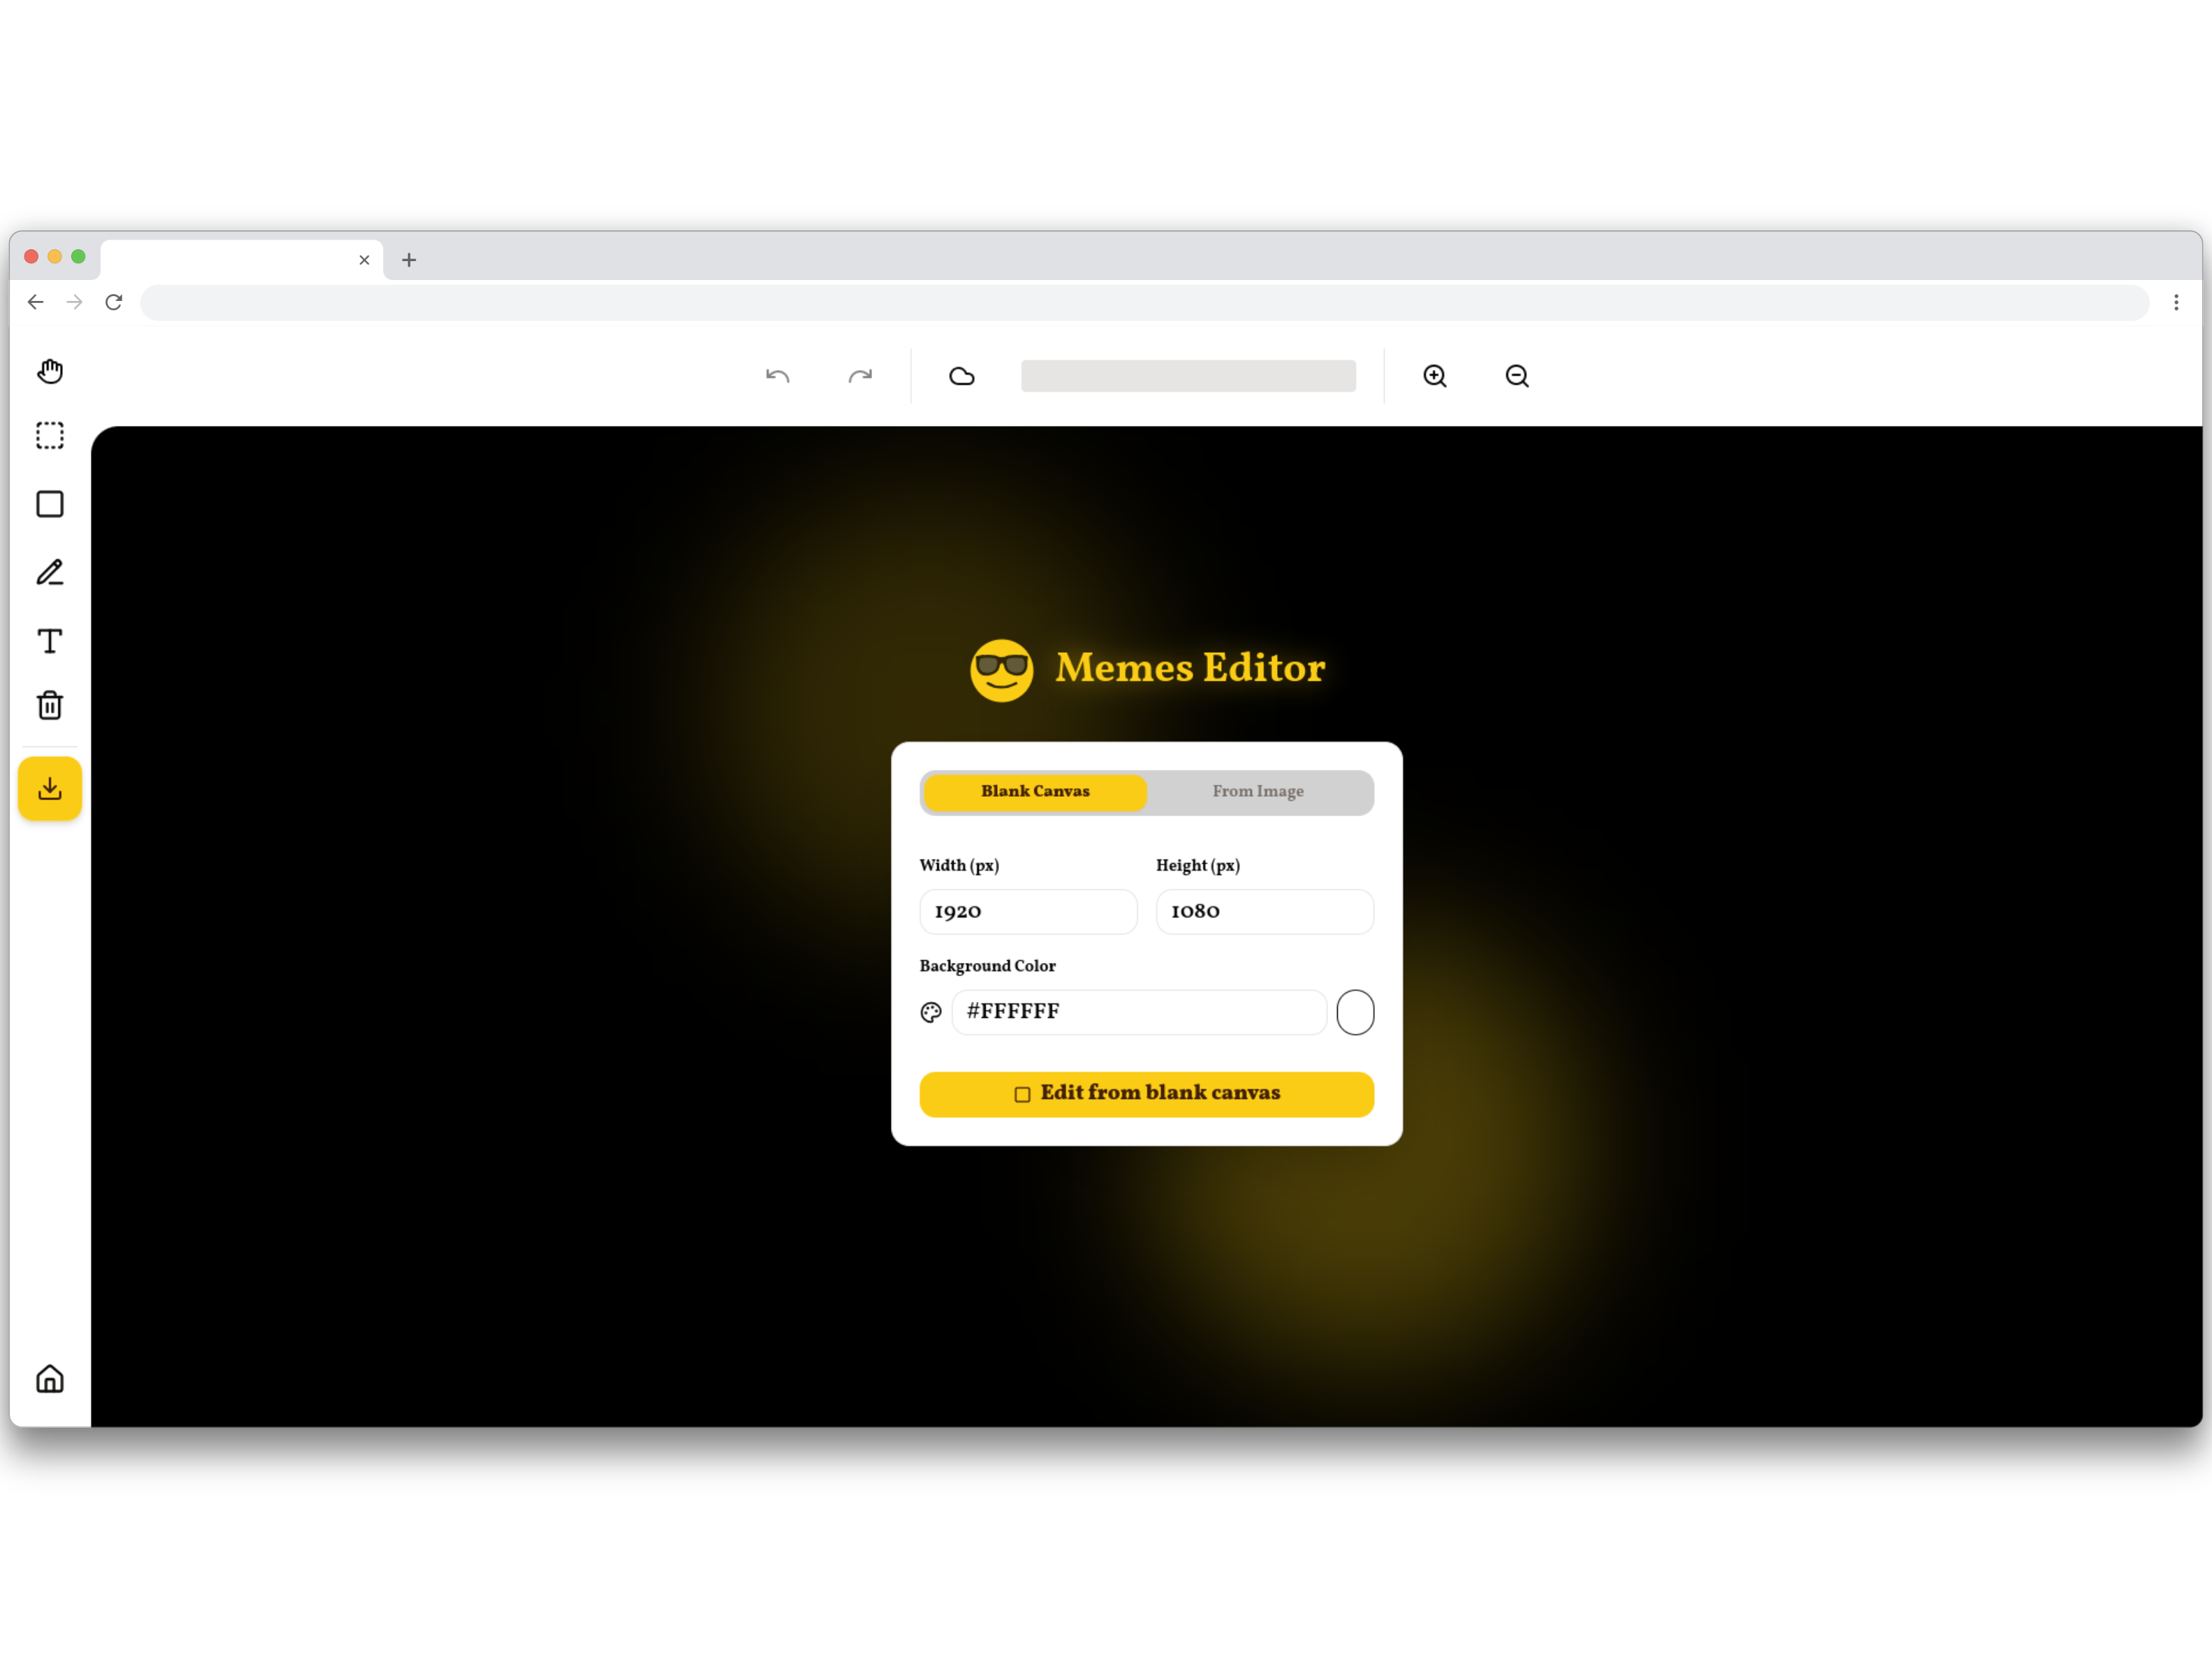 Memes Editor
Blank Canvas
From Image
Width (px)
Height (px)
1920
1080
Background Color
#FFFFFF
Edit from blank canvas